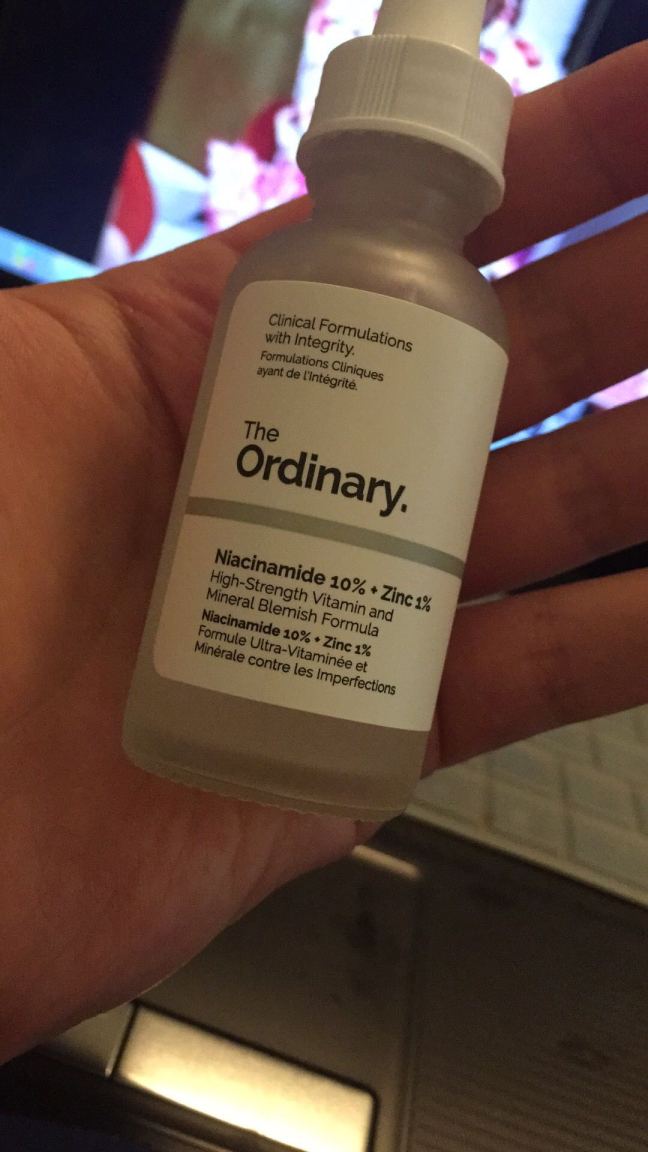 Clinical Formulations
with Integrity.
Formulations Cliniques
ayant de l'Intégrité.
The
Ordinary.
Niacinamide 10% + Zinc 1%
High-Strength Vitamin and
Mineral Blemish Formula
Niacinamide 10% + Zinc 1%
Formule Ultra-Vitaminée et
Minérale contre les Imperfections